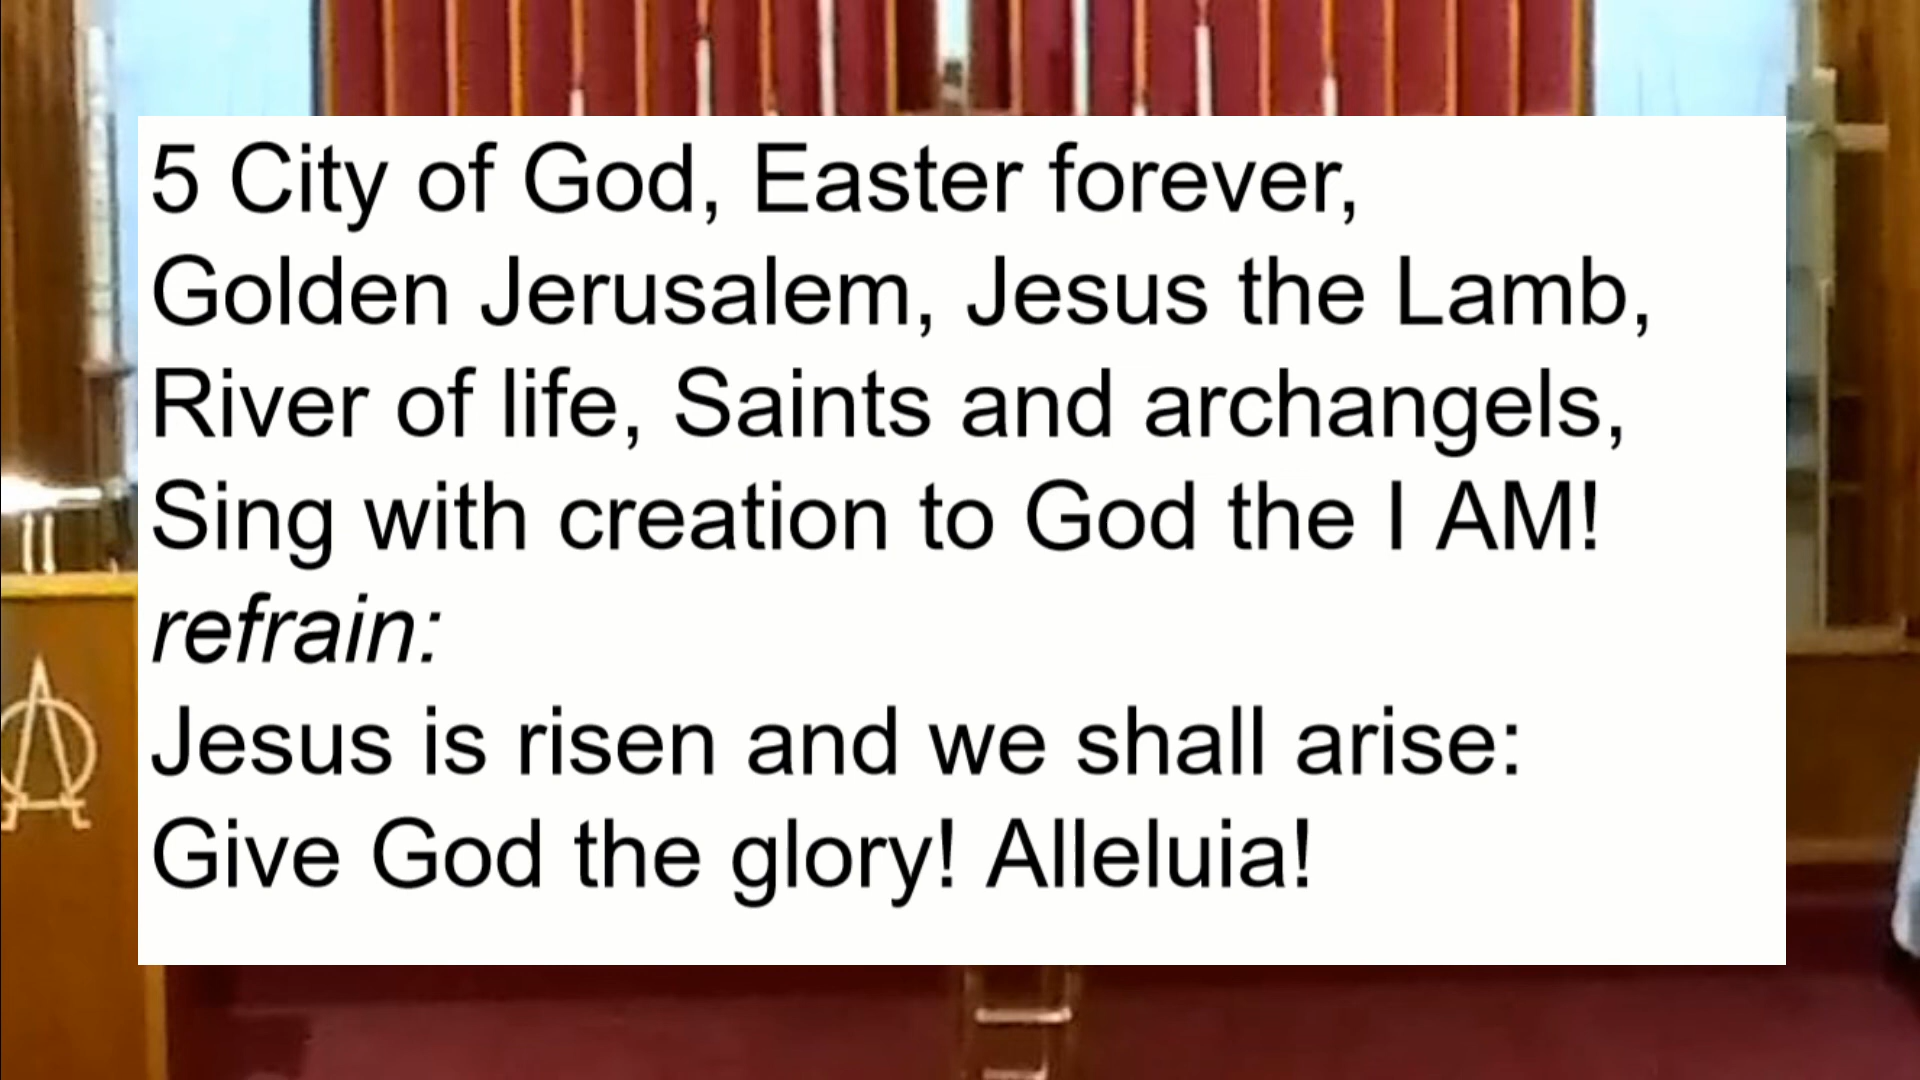 5 City of God, Easter forever,
Golden Jerusalem, Jesus the Lamb,
River of life, Saints and archangels,
Sing with creation to God the I AM!
refrain:
Jesus is risen and we shall arise:
Give God the glory! Alleluia!